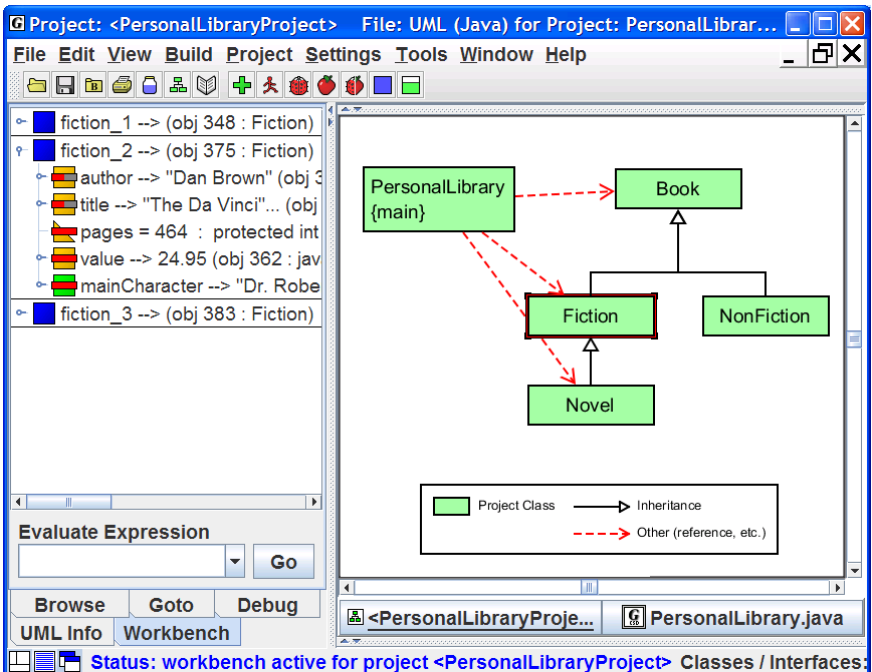 Project: <PersonalLibraryProject> File: UML (Java) for Project: PersonalLibrar...
File Edit View Build Project Settings Tools Window Help
fiction_1 --> (obj 348 : Fiction)
fiction_2 --> (obj 375 : Fiction)
author --> "Dan Brown" (obj 3
title --> "The Da Vinci"... (obj
pages = 464 : protected int
value --> 24.95 (obj 362 : jav
mainCharacter --> "Dr. Robe
fiction_3 --> (obj 383 : Fiction)
Evaluate Expression
Go
Browse Goto Debug
UML Info Workbench
PersonalLibrary
{main}
Book
Fiction
NonFiction
Novel
Project Class Inheritance
Other (reference, etc.)
<PersonalLibraryProje... PersonalLibrary.java
Status: workbench active for project <PersonalLibraryProject> Classes / Interfaces: